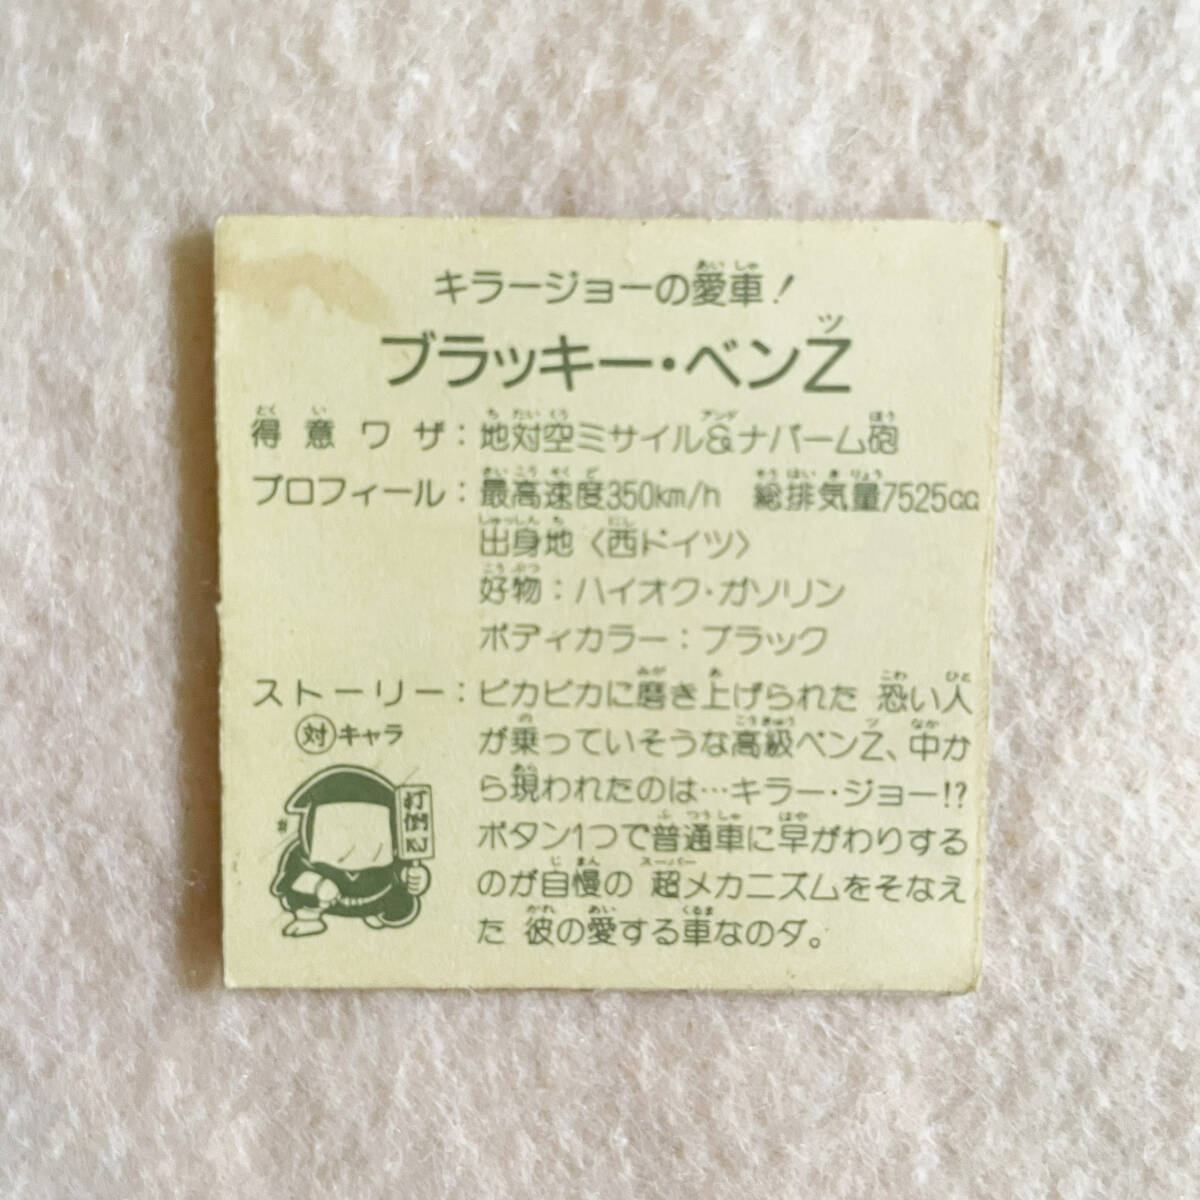 キラージョーの愛車！
ブラッキー・ベンZ
得意ワザ：地対空ミサイル&ナパーム砲
プロフィール：最高速度350km/h 総排気量7525cc
出身地〈西ドイツ〉
好物：ハイオク・ガソリン
ボディカラー：ブラック
ストーリー：ピカピカに磨き上げられた 恐い人
が乗っていそうな高級ベンZ、中か
ら現われたのは…キラー・ジョー!?
ボタン1つで普通車に早がわりする
のが自慢の 超メカニズムをそなえ
た 彼の愛する車なのダ。
対キャラ
打倒KJ